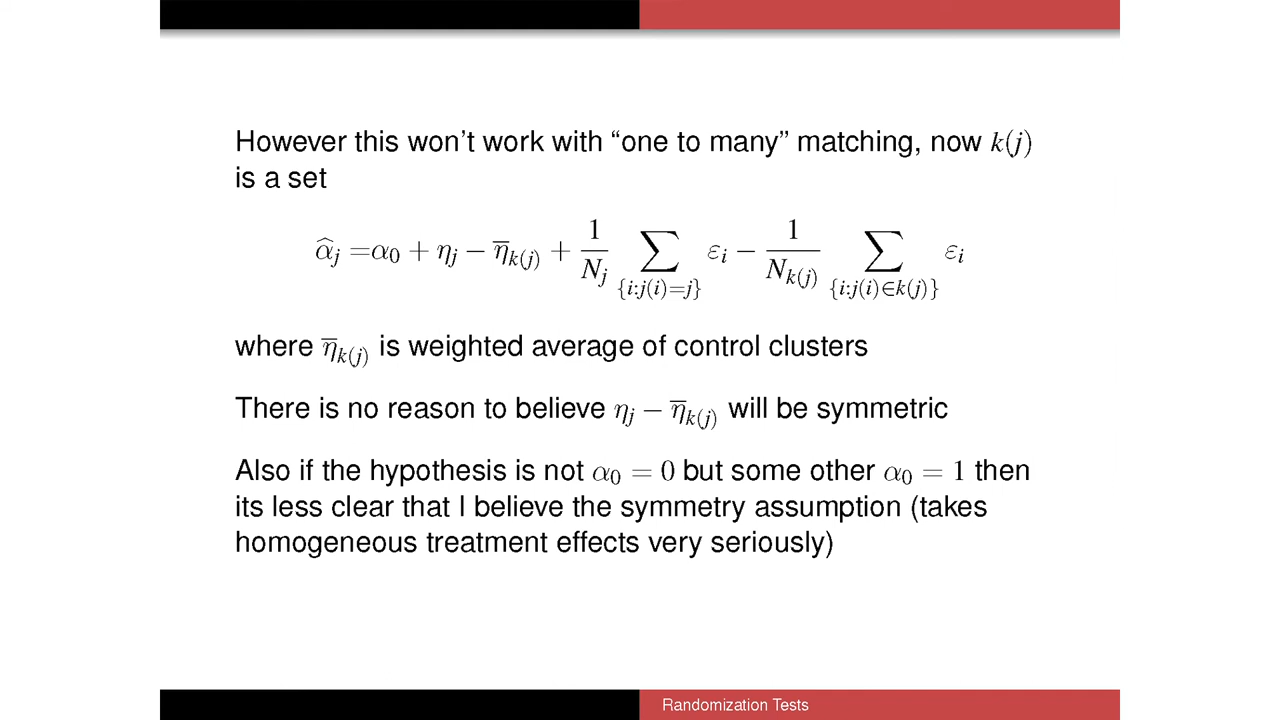 However this won't work with “one to many” matching, now k(j)
is a set
α̂_j =α_0 + η_j − η̅_{k(j)} + \frac{1}{N_j} ∑_{\{i:j(i)=j\}} ε_i − \frac{1}{N_{k(j)}} ∑_{\{i:j(i)∈k(j)\}} ε_i
where η̅_{k(j)} is weighted average of control clusters
There is no reason to believe η_j − η̅_{k(j)} will be symmetric
Also if the hypothesis is not α_0 = 0 but some other α_0 = 1 then
its less clear that I believe the symmetry assumption (takes
homogeneous treatment effects very seriously)
Randomization Tests